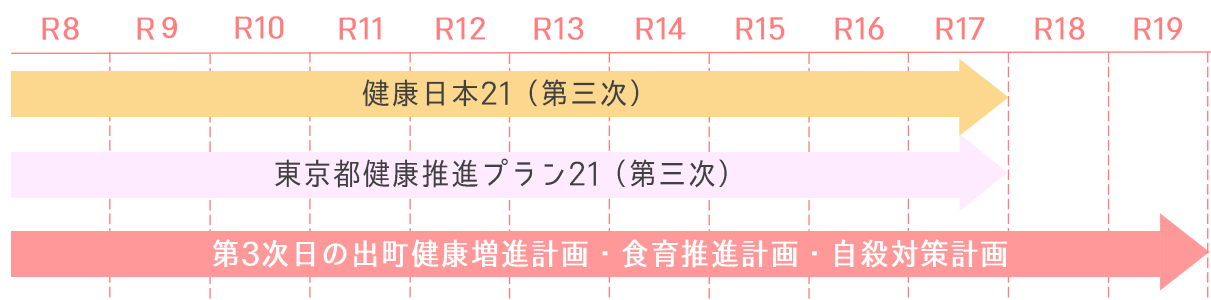 R8 R9 R10 R11 R12 R13 R14 R15 R16 R17 R18 R19
健康日本21（第三次）
東京都健康推進プラン21（第三次）
第3次日の出町健康増進計画・食育推進計画・自殺対策計画